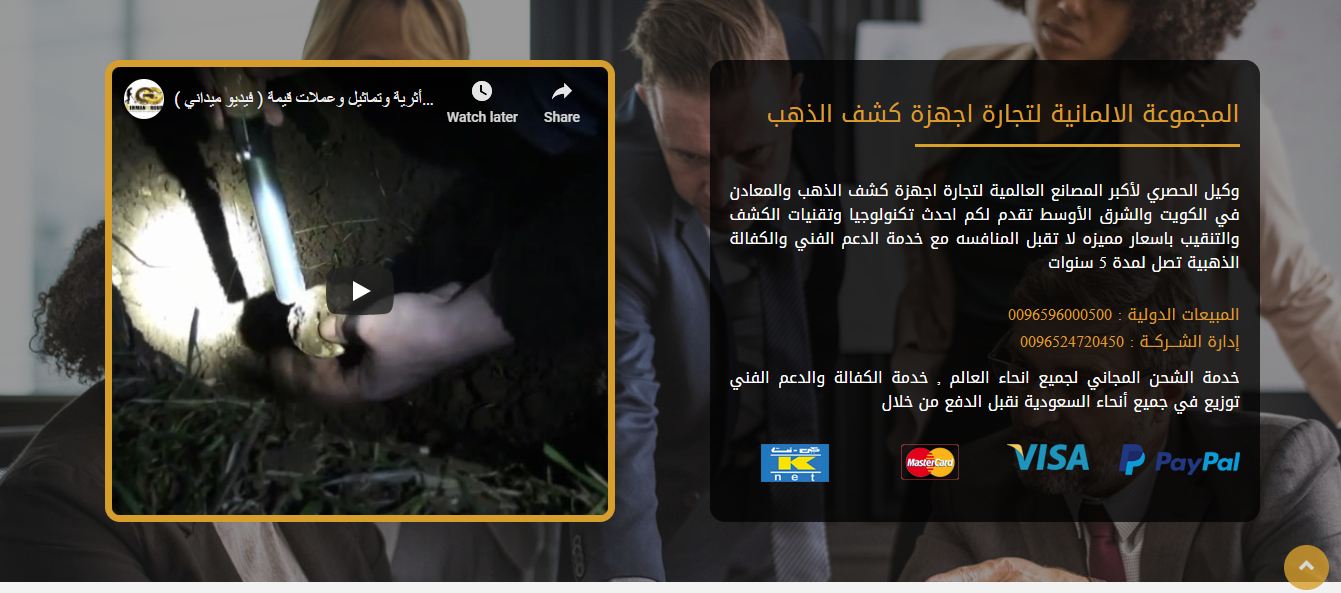 أثرية وتماثيل وعملات قيمة ( فيديو ميداني )...
Watch later
Share
المجموعة الالمانية لتجارة اجهزة كشف الذهب
وكيل الحصري لأكبر المصانع العالمية لتجارة اجهزة كشف الذهب والمعادن
في الكويت والشرق الأوسط تقدم لكم احدث تكنولوجيا وتقنيات الكشف
والتنقيب باسعار مميزه لا تقبل المنافسه مع خدمة الدعم الفني والكفالة
الذهبية تصل لمدة 5 سنوات
المبيعات الدولية : 0096596000500
إدارة الشـــركــة : 0096524720450
خدمة الشحن المجاني لجميع انحاء العالم , خدمة الكفالة والدعم الفني
توزيع في جميع أنحاء السعودية نقبل الدفع من خلال
كي - نت
K
net
MasterCard
VISA
PayPal